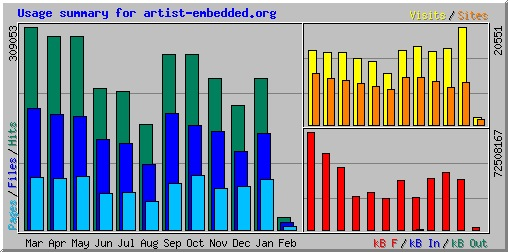 Usage summary for artist-embedded.org
Visits/Sites
309053
20551
Pages/Files/Hits
72508167
Mar Apr May Jun Jul Aug Sep Oct Nov Dec Jan Feb
kB F/kB In/kB Out